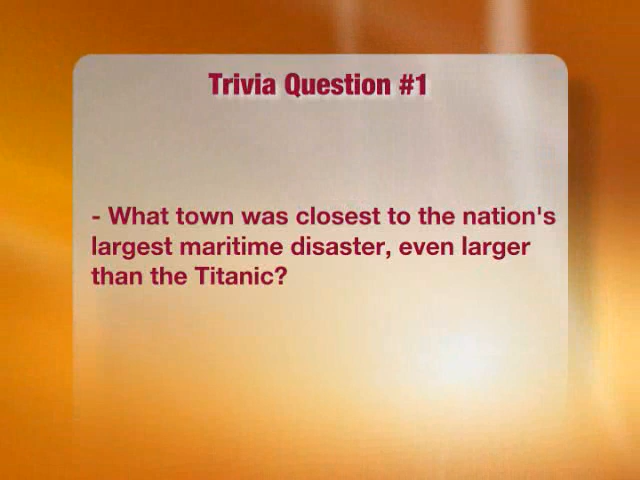 Trivia Question #1
- What town was closest to the nation's
largest maritime disaster, even larger
than the Titanic?